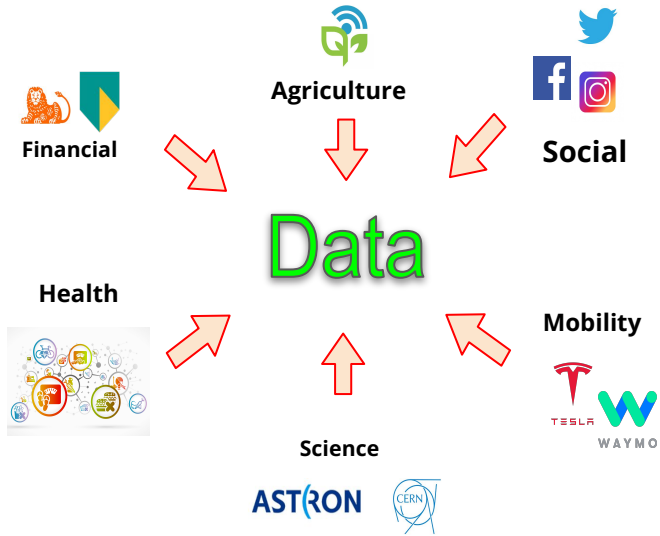 Agriculture
Financial
Social
Data
Health
Mobility
TESLA
WAYMO
Science
ASTRON
CERN